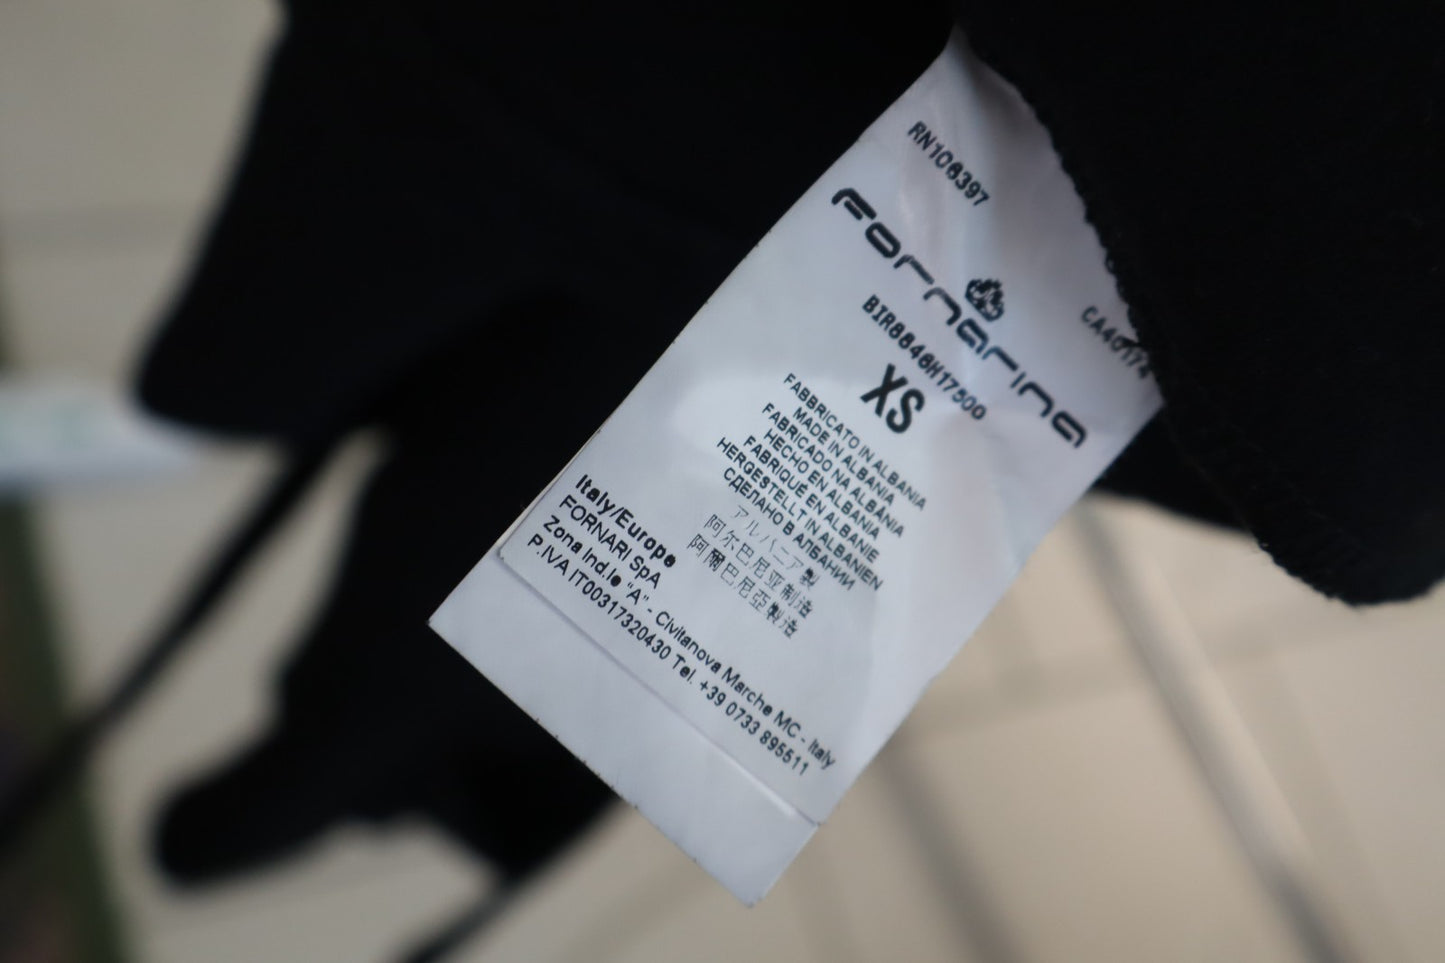 RN106397
CA40174
Fornarina
BIR8848H17500
XS
FABBRICATO IN ALBANIA
MADE IN ALBANIA
FABRICADO NA ALBÂNIA
HECHO EN ALBANIA
FABRIQUÉ EN ALBANIE
HERGESTELLT IN ALBANIEN
СДЕЛАНО В АЛБАНИИ
アルバニア製
阿尔巴尼亚制造
阿爾巴尼亞製造
Italy/Europe
FORNARI SpA
Zona Ind.le "A" - Civitanova Marche MC - Italy
P.IVA IT00317320430 Tel. +39 0733 895511